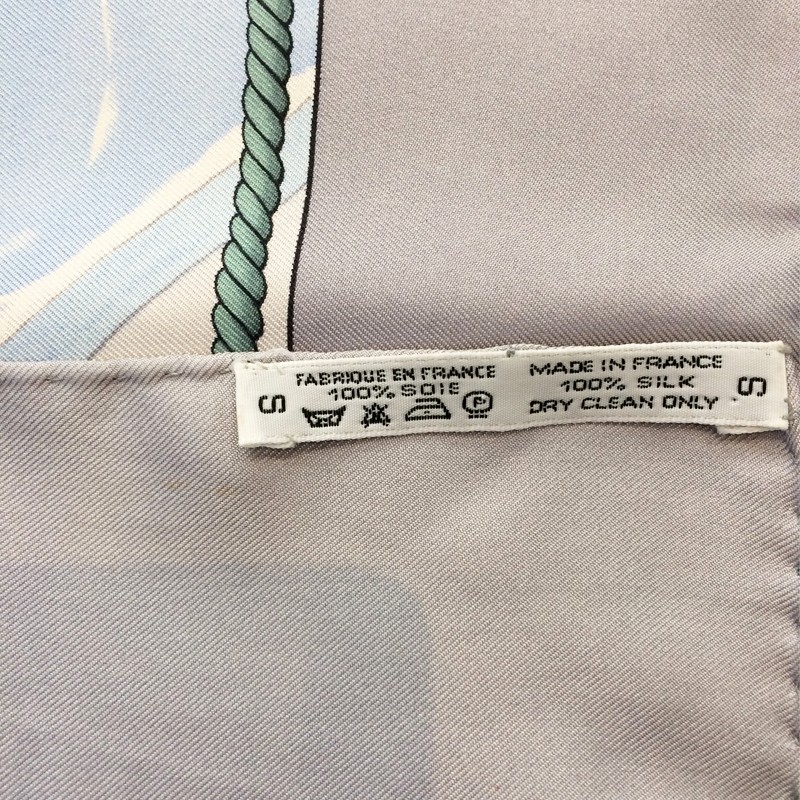 S
FABRIQUE EN FRANCE
100% SOIE
P
MADE IN FRANCE
100% SILK
DRY CLEAN ONLY
S